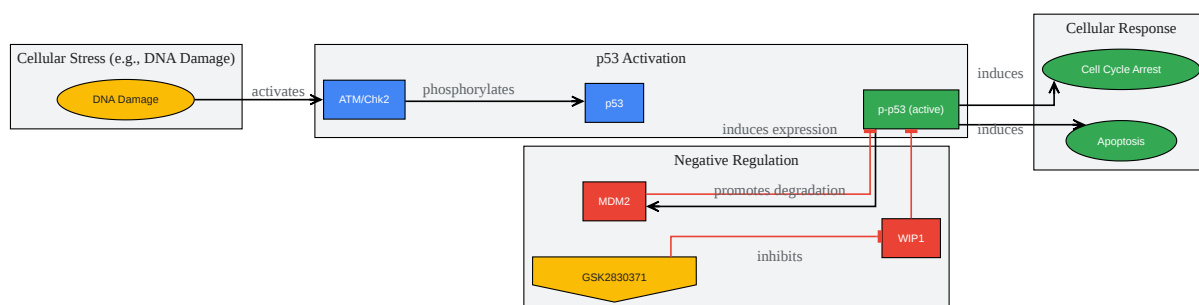 Cellular Response
Cellular Stress (e.g., DNA Damage)
p53 Activation
induces
Cell Cycle Arrest
DNA Damage
activates
ATM/Chk2
phosphorylates
p53
p-p53 (active)
induces expression
induces
Apoptosis
Negative Regulation
MDM2
promotes degradation
WIP1
inhibits
GSK2830371